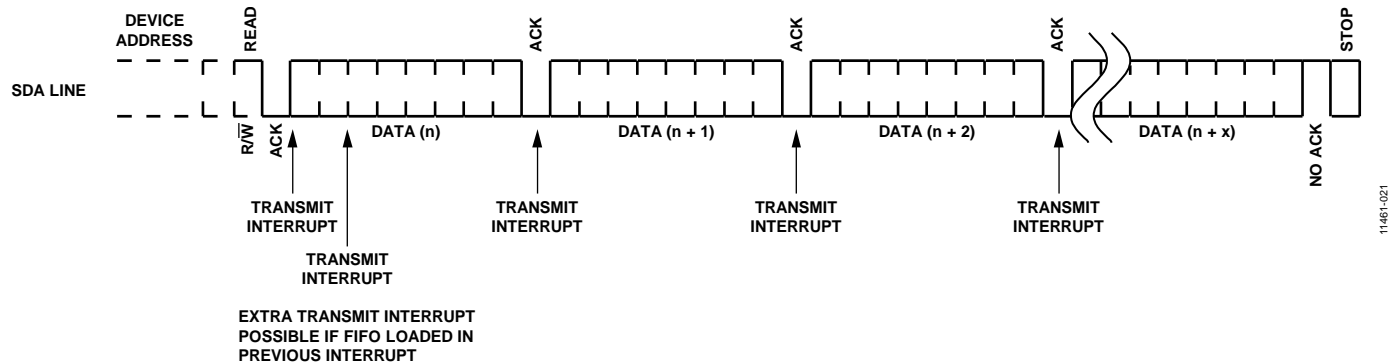 DEVICE
ADDRESS
READ
ACK
ACK
ACK
STOP
SDA LINE
R/W̅
ACK
DATA (n)
DATA (n + 1)
DATA (n + 2)
DATA (n + x)
NO ACK
TRANSMIT
INTERRUPT
TRANSMIT
INTERRUPT
TRANSMIT
INTERRUPT
TRANSMIT
INTERRUPT
TRANSMIT
INTERRUPT
EXTRA TRANSMIT INTERRUPT
POSSIBLE IF FIFO LOADED IN
PREVIOUS INTERRUPT
11461-021